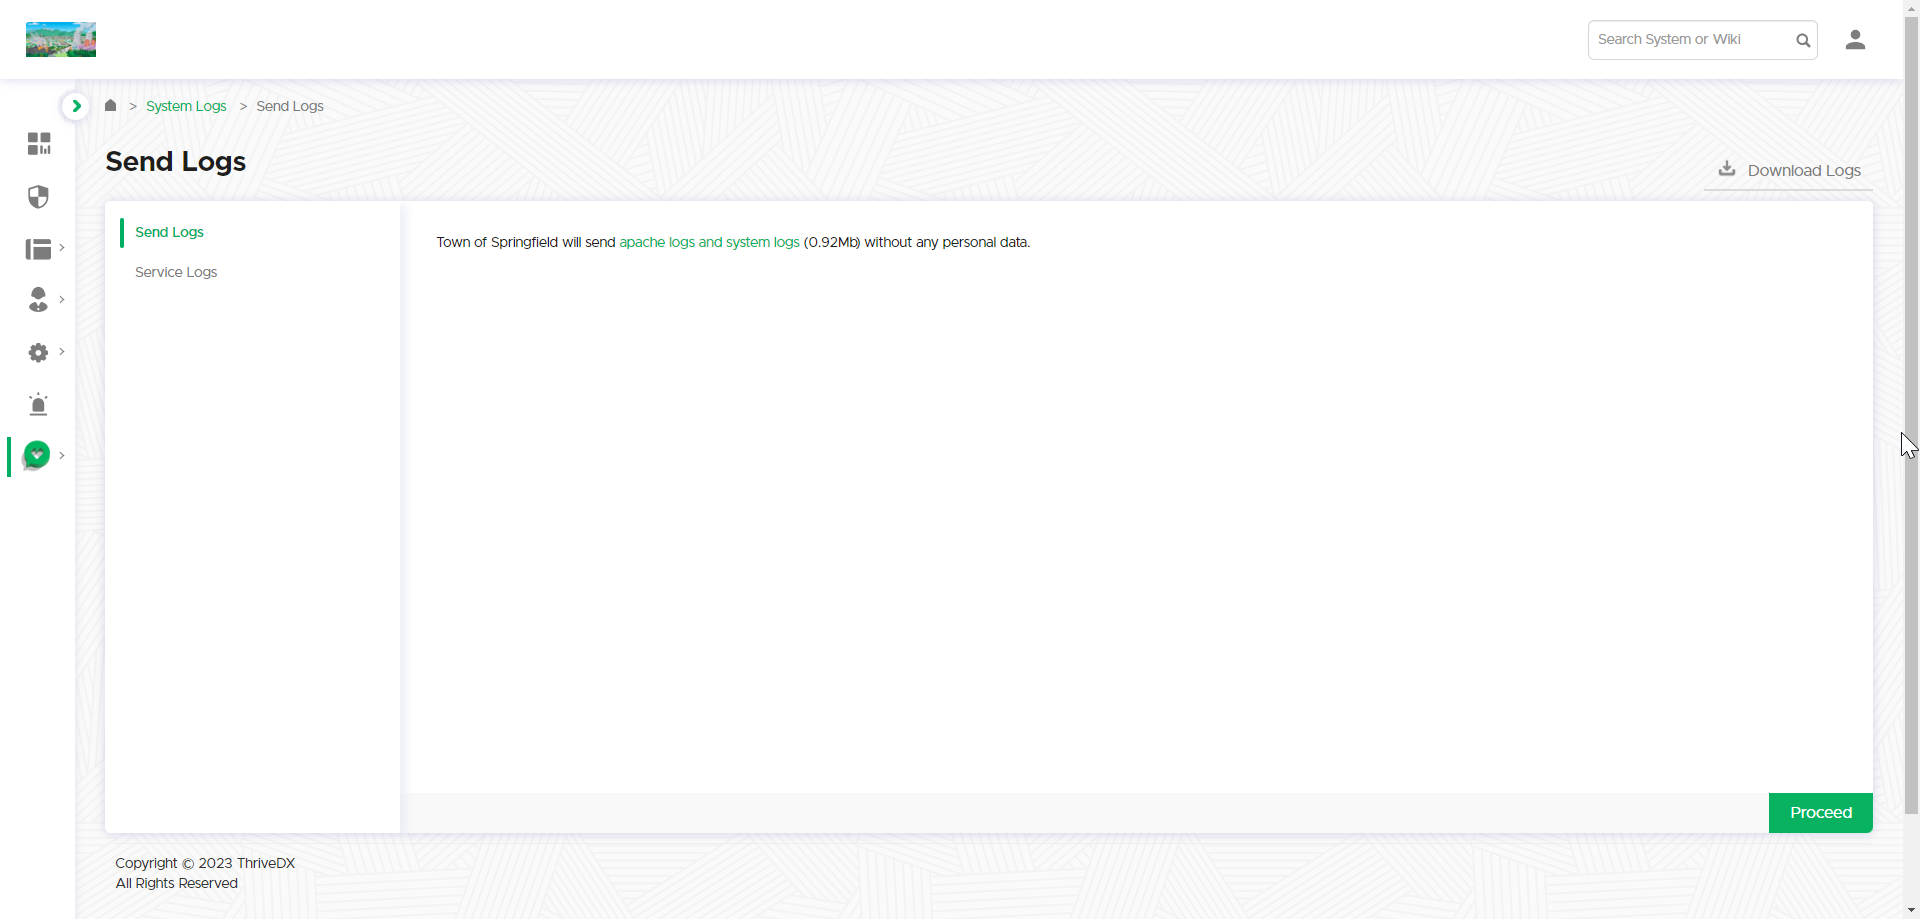 Search System or Wiki
> System Logs > Send Logs
Send Logs
Download Logs
Send Logs
Service Logs
Town of Springfield will send apache logs and system logs (0.92Mb) without any personal data.
Proceed
Copyright © 2023 ThriveDX
All Rights Reserved